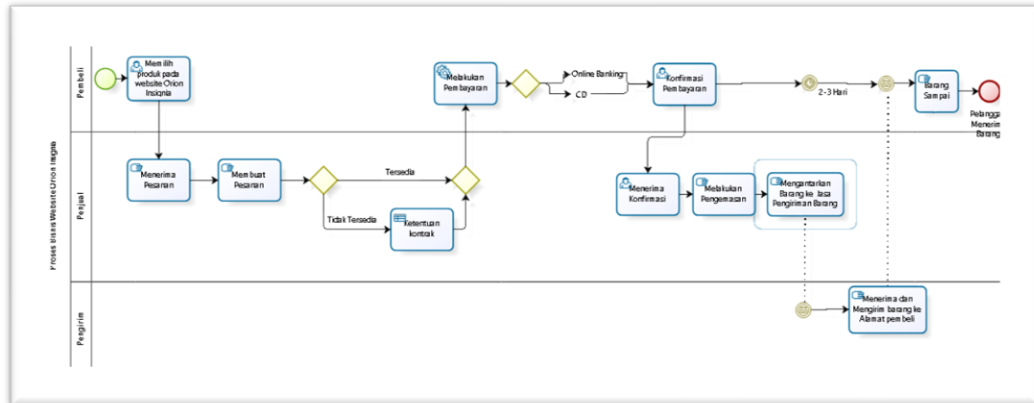 Proses Bisnis Website Orion Insignia
Pembeli
Memilih
produk pada
website Orion
Insignia
Melakukan
Pembayaran
Online Banking
CD
Konfirmasi
Pembayaran
2-3 Hari
Barang
Sampai
Pelangga
Menerim
Barang
Penjual
Menerima
Pesanan
Membuat
Pesanan
Tersedia
Tidak Tersedia
Ketentuan
kontrak
Menerima
Konfirmasi
Melakukan
Pengemasan
Mengantarkan
Barang ke Jasa
Pengiriman Barang
Pengirim
Menerima dan
Mengirim barang ke
Alamat pembeli